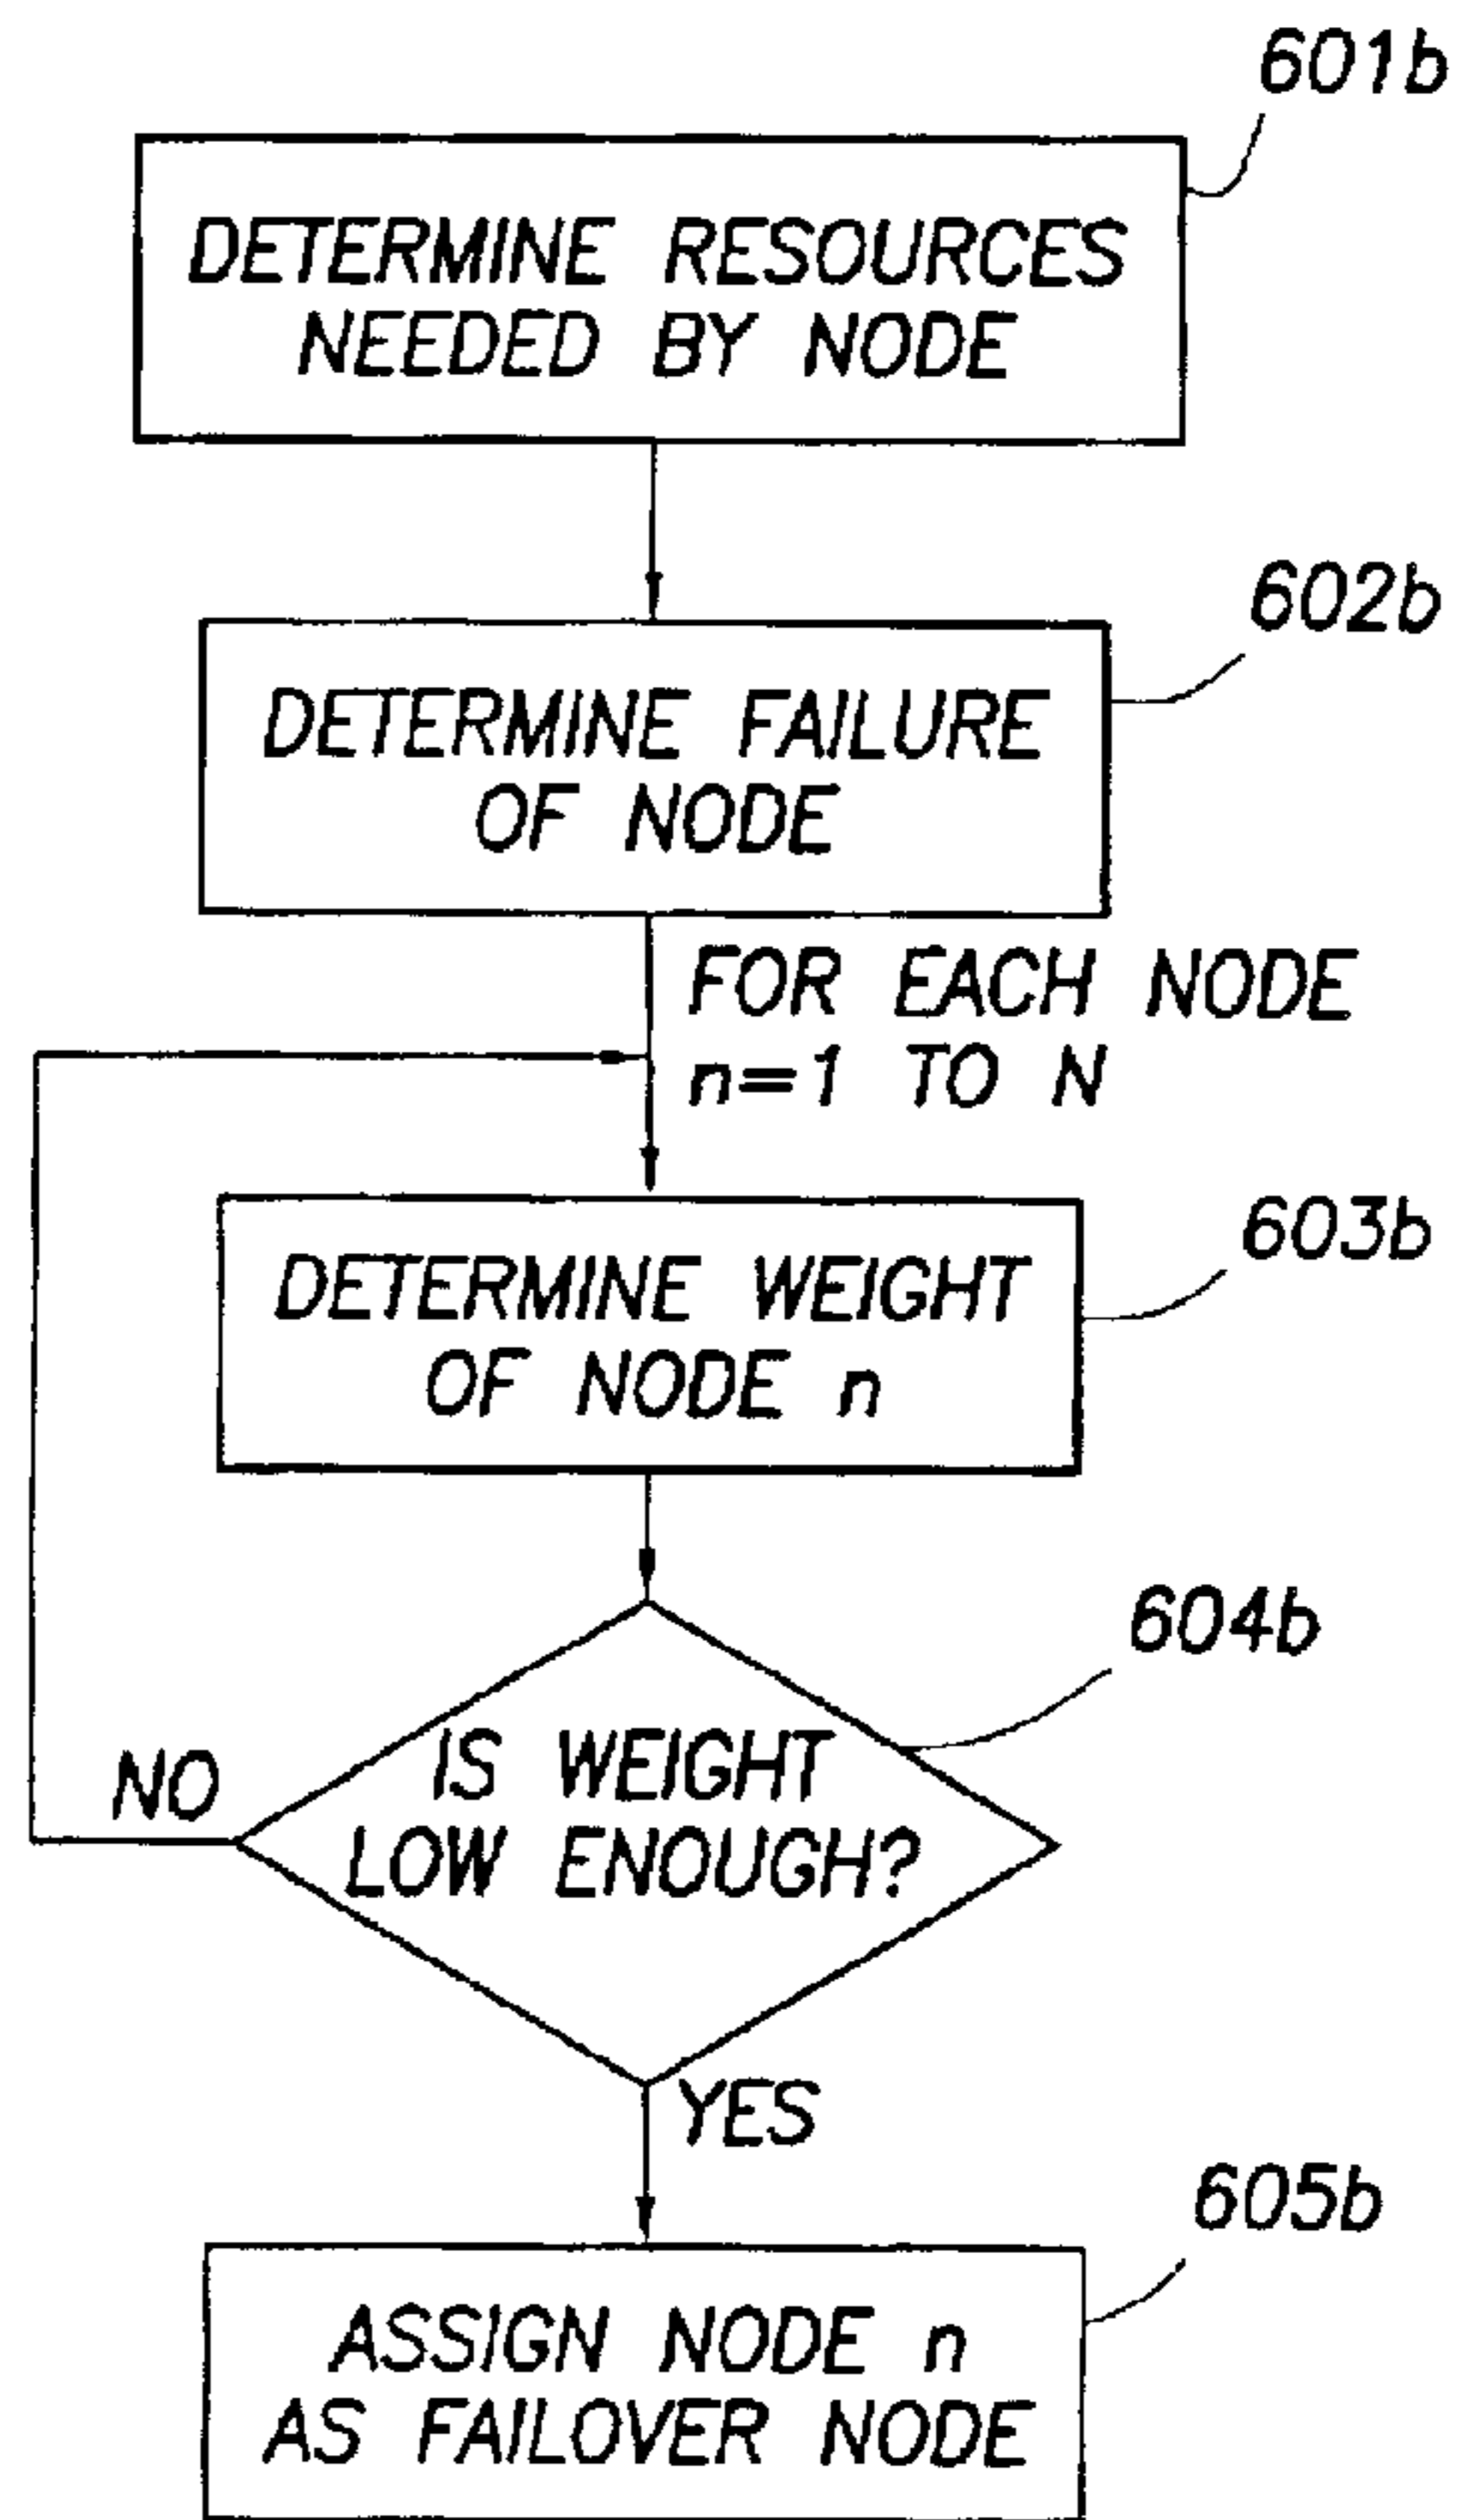 601b
DETERMINE RESOURCES
NEEDED BY NODE
602b
DETERMINE FAILURE
OF NODE
FOR EACH NODE
n=1 TO N
603b
DETERMINE WEIGHT
OF NODE n
604b
IS WEIGHT
LOW ENOUGH?
NO
YES
605b
ASSIGN NODE n
AS FAILOVER NODE